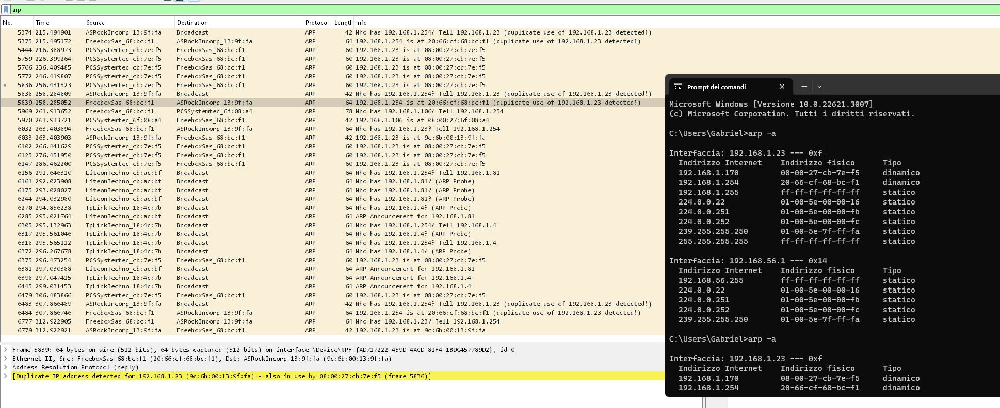 arp
No. Time Source Destination Protocol Length Info
5374 215.494901 ASRockIncorp_13:9f:fa Broadcast ARP 42 Who has 192.168.1.254? Tell 192.168.1.23 (duplicate use of 192.168.1.23 detected!)
5375 215.495172 FreeboxSas_68:bc:f1 ASRockIncorp_13:9f:fa ARP 64 192.168.1.254 is at 20:66:cf:68:bc:f1 (duplicate use of 192.168.1.23 detected!)
5444 216.388973 PCSSystemtec_cb:7e:f5 FreeboxSas_68:bc:f1 ARP 60 192.168.1.23 is at 08:00:27:cb:7e:f5
5759 226.399264 PCSSystemtec_cb:7e:f5 FreeboxSas_68:bc:f1 ARP 60 192.168.1.23 is at 08:00:27:cb:7e:f5
5766 236.409485 PCSSystemtec_cb:7e:f5 FreeboxSas_68:bc:f1 ARP 60 192.168.1.23 is at 08:00:27:cb:7e:f5
5772 246.419807 PCSSystemtec_cb:7e:f5 FreeboxSas_68:bc:f1 ARP 60 192.168.1.23 is at 08:00:27:cb:7e:f5
5836 256.431523 PCSSystemtec_cb:7e:f5 FreeboxSas_68:bc:f1 ARP 60 192.168.1.23 is at 08:00:27:cb:7e:f5
5838 258.284809 ASRockIncorp_13:9f:fa Broadcast ARP 42 Who has 192.168.1.254? Tell 192.168.1.23 (duplicate use of 192.168.1.23 detected!)
5839 258.285052 FreeboxSas_68:bc:f1 ASRockIncorp_13:9f:fa ARP 64 192.168.1.254 is at 20:66:cf:68:bc:f1 (duplicate use of 192.168.1.23 detected!)
5969 261.913652 FreeboxSas_68:bc:f1 PCSSystemtec_6f:08:a4 ARP 78 Who has 192.168.1.106? Tell 192.168.1.254
5970 261.913721 PCSSystemtec_6f:08:a4 FreeboxSas_68:bc:f1 ARP 42 192.168.1.106 is at 08:00:27:6f:08:a4
6032 263.403894 FreeboxSas_68:bc:f1 ASRockIncorp_13:9f:fa ARP 64 Who has 192.168.1.23? Tell 192.168.1.254
6033 263.403903 ASRockIncorp_13:9f:fa FreeboxSas_68:bc:f1 ARP 42 192.168.1.23 is at 9c:6b:00:13:9f:fa
6102 266.441629 PCSSystemtec_cb:7e:f5 FreeboxSas_68:bc:f1 ARP 60 192.168.1.23 is at 08:00:27:cb:7e:f5
6125 276.451950 PCSSystemtec_cb:7e:f5 FreeboxSas_68:bc:f1 ARP 60 192.168.1.23 is at 08:00:27:cb:7e:f5
6147 286.462200 PCSSystemtec_cb:7e:f5 FreeboxSas_68:bc:f1 ARP 60 192.168.1.23 is at 08:00:27:cb:7e:f5
6156 291.646310 LiteonTechno_cb:ac:bf Broadcast ARP 64 Who has 192.168.1.254? Tell 192.168.1.81
6161 292.023908 LiteonTechno_cb:ac:bf Broadcast ARP 64 Who has 192.168.1.81? (ARP Probe)
6175 293.028027 LiteonTechno_cb:ac:bf Broadcast ARP 64 Who has 192.168.1.81? (ARP Probe)
6244 294.032980 LiteonTechno_cb:ac:bf Broadcast ARP 64 Who has 192.168.1.81? (ARP Probe)
6270 294.856238 TpLinkTechno_18:4c:7b Broadcast ARP 64 Who has 192.168.1.4? (ARP Probe)
6285 295.021764 LiteonTechno_cb:ac:bf Broadcast ARP 64 ARP Announcement for 192.168.1.81
6305 295.132963 TpLinkTechno_18:4c:7b Broadcast ARP 64 Who has 192.168.1.254? Tell 192.168.1.4
6317 295.561046 TpLinkTechno_18:4c:7b Broadcast ARP 64 Who has 192.168.1.4? (ARP Probe)
6318 295.565112 TpLinkTechno_18:4c:7b Broadcast ARP 64 Who has 192.168.1.254? Tell 192.168.1.4
6372 296.267678 TpLinkTechno_18:4c:7b Broadcast ARP 64 Who has 192.168.1.4? (ARP Probe)
6375 296.473254 PCSSystemtec_cb:7e:f5 FreeboxSas_68:bc:f1 ARP 60 192.168.1.23 is at 08:00:27:cb:7e:f5
6381 297.030388 LiteonTechno_cb:ac:bf Broadcast ARP 64 ARP Announcement for 192.168.1.81
6398 297.047415 TpLinkTechno_18:4c:7b Broadcast ARP 64 ARP Announcement for 192.168.1.4
6445 299.031453 TpLinkTechno_18:4c:7b Broadcast ARP 64 ARP Announcement for 192.168.1.4
6479 306.483866 PCSSystemtec_cb:7e:f5 FreeboxSas_68:bc:f1 ARP 60 192.168.1.23 is at 08:00:27:cb:7e:f5
6483 307.866489 ASRockIncorp_13:9f:fa Broadcast ARP 42 Who has 192.168.1.254? Tell 192.168.1.23 (duplicate use of 192.168.1.23 detected!)
6484 307.866746 FreeboxSas_68:bc:f1 ASRockIncorp_13:9f:fa ARP 64 192.168.1.254 is at 20:66:cf:68:bc:f1 (duplicate use of 192.168.1.23 detected!)
6777 312.922905 FreeboxSas_68:bc:f1 ASRockIncorp_13:9f:fa ARP 64 Who has 192.168.1.23? Tell 192.168.1.254
6779 312.922921 ASRockIncorp_13:9f:fa FreeboxSas_68:bc:f1 ARP 42 192.168.1.23 is at 9c:6b:00:13:9f:fa
Frame 5839: 64 bytes on wire (512 bits), 64 bytes captured (512 bits) on interface \Device\NPF_{AD717222-459D-4ACD-81F4-1BDC457789D2}, id 0
Ethernet II, Src: FreeboxSas_68:bc:f1 (20:66:cf:68:bc:f1), Dst: ASRockIncorp_13:9f:fa (9c:6b:00:13:9f:fa)
Address Resolution Protocol (reply)
[Duplicate IP address detected for 192.168.1.23 (9c:6b:00:13:9f:fa) - also in use by 08:00:27:cb:7e:f5 (frame 5836)]
Prompt dei comandi
Microsoft Windows [Versione 10.0.22621.3007]
(c) Microsoft Corporation. Tutti i diritti riservati.
C:\Users\Gabriel>arp -a
Interfaccia: 192.168.1.23 --- 0xf
Indirizzo Internet Indirizzo fisico Tipo
192.168.1.170 08-00-27-cb-7e-f5 dinamico
192.168.1.254 20-66-cf-68-bc-f1 dinamico
192.168.1.255 ff-ff-ff-ff-ff-ff statico
224.0.0.22 01-00-5e-00-00-16 statico
224.0.0.251 01-00-5e-00-00-fb statico
224.0.0.252 01-00-5e-00-00-fc statico
239.255.255.250 01-00-5e-7f-ff-fa statico
255.255.255.255 ff-ff-ff-ff-ff-ff statico
Interfaccia: 192.168.56.1 --- 0x14
Indirizzo Internet Indirizzo fisico Tipo
192.168.56.255 ff-ff-ff-ff-ff-ff statico
224.0.0.22 01-00-5e-00-00-16 statico
224.0.0.251 01-00-5e-00-00-fb statico
224.0.0.252 01-00-5e-00-00-fc statico
239.255.255.250 01-00-5e-7f-ff-fa statico
C:\Users\Gabriel>arp -a
Interfaccia: 192.168.1.23 --- 0xf
Indirizzo Internet Indirizzo fisico Tipo
192.168.1.170 08-00-27-cb-7e-f5 dinamico
192.168.1.254 20-66-cf-68-bc-f1 dinamico